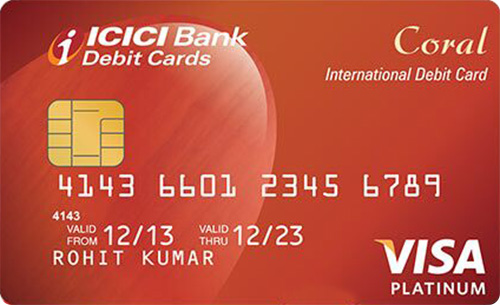 ICICI Bank
Debit Cards
Coral
International Debit Card
4143 6601 2345 6789
4143
VALID FROM 12/13 VALID THRU 12/23
ROHIT KUMAR
VISA
PLATINUM